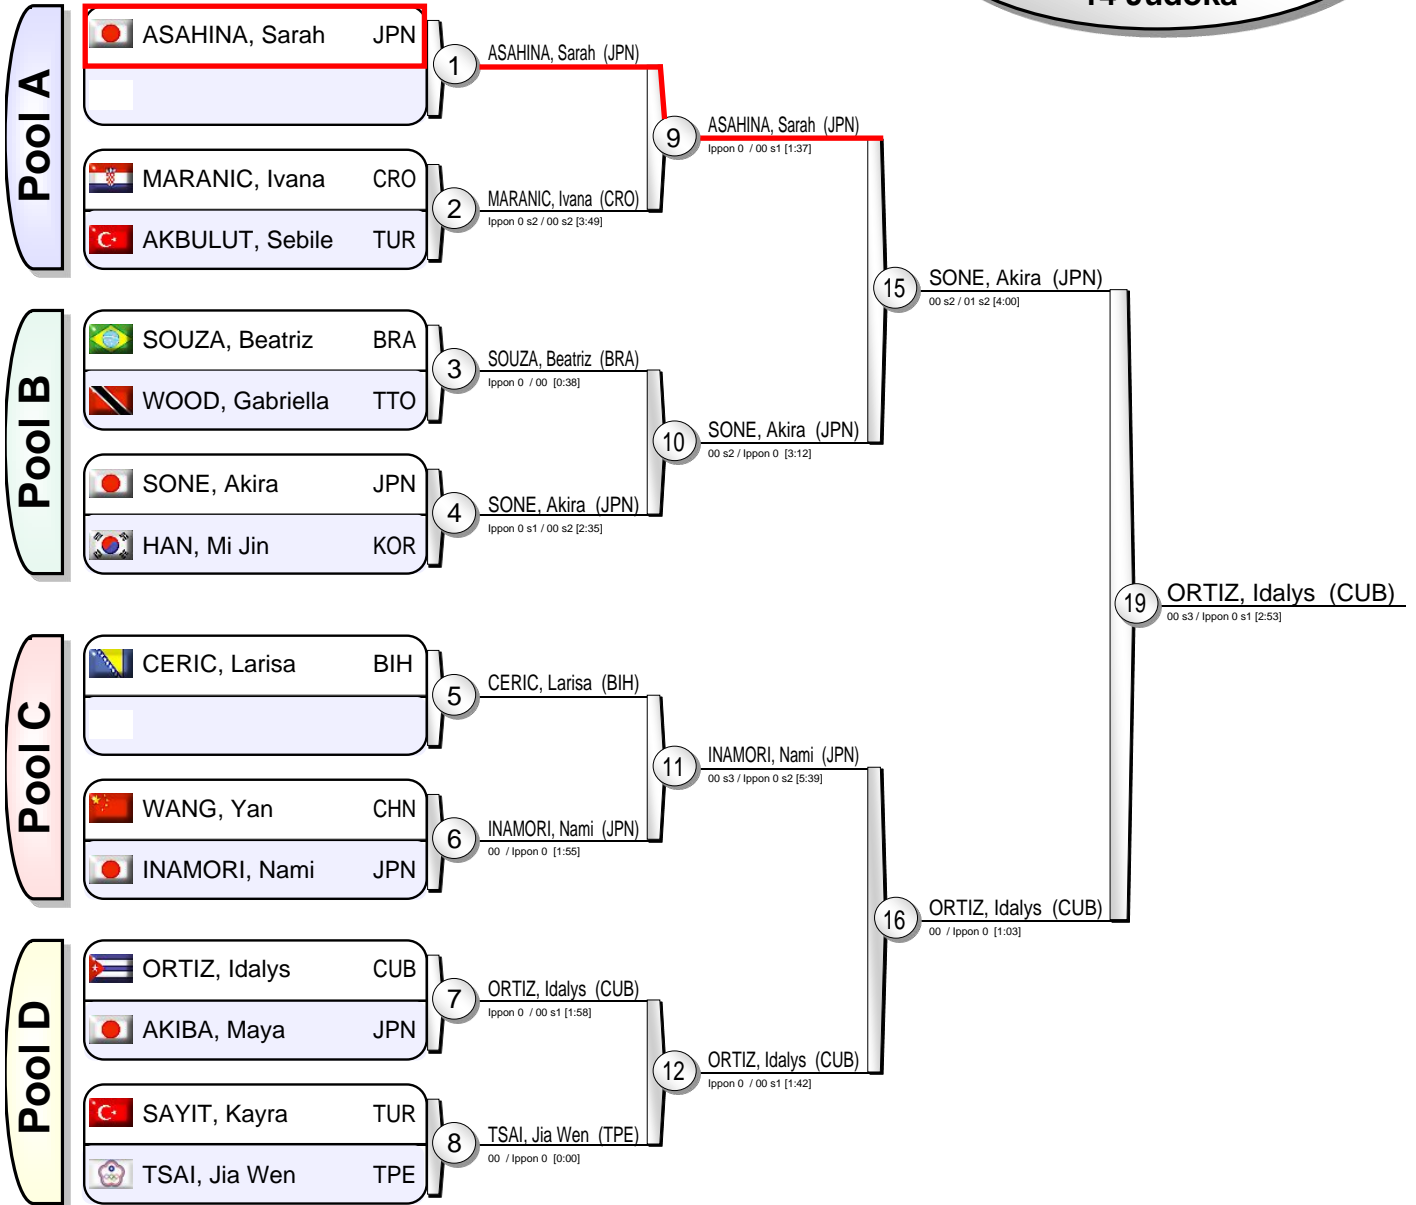 14 Judoka
Pool A
ASAHINA, Sarah JPN
MARANIC, Ivana CRO
AKBULUT, Sebile TUR
Pool B
SOUZA, Beatriz BRA
WOOD, Gabriella TTO
SONE, Akira JPN
HAN, Mi Jin KOR
Pool C
CERIC, Larisa BIH
WANG, Yan CHN
INAMORI, Nami JPN
Pool D
ORTIZ, Idalys CUB
AKIBA, Maya JPN
SAYIT, Kayra TUR
TSAI, Jia Wen TPE
1
ASAHINA, Sarah (JPN)
2
MARANIC, Ivana (CRO)
Ippon 0 s2 / 00 s2 [3:49]
3
SOUZA, Beatriz (BRA)
Ippon 0 / 00 [0:38]
4
SONE, Akira (JPN)
Ippon 0 s1 / 00 s2 [2:35]
5
CERIC, Larisa (BIH)
6
INAMORI, Nami (JPN)
00 / Ippon 0 [1:55]
7
ORTIZ, Idalys (CUB)
Ippon 0 / 00 s1 [1:58]
8
TSAI, Jia Wen (TPE)
00 / Ippon 0 [0:00]
9
ASAHINA, Sarah (JPN)
Ippon 0 / 00 s1 [1:37]
10
SONE, Akira (JPN)
00 s2 / Ippon 0 [3:12]
11
INAMORI, Nami (JPN)
00 s3 / Ippon 0 s2 [5:39]
12
ORTIZ, Idalys (CUB)
Ippon 0 / 00 s1 [1:42]
15
SONE, Akira (JPN)
00 s2 / 01 s2 [4:00]
16
ORTIZ, Idalys (CUB)
00 / Ippon 0 [1:03]
19
ORTIZ, Idalys (CUB)
00 s3 / Ippon 0 s1 [2:53]